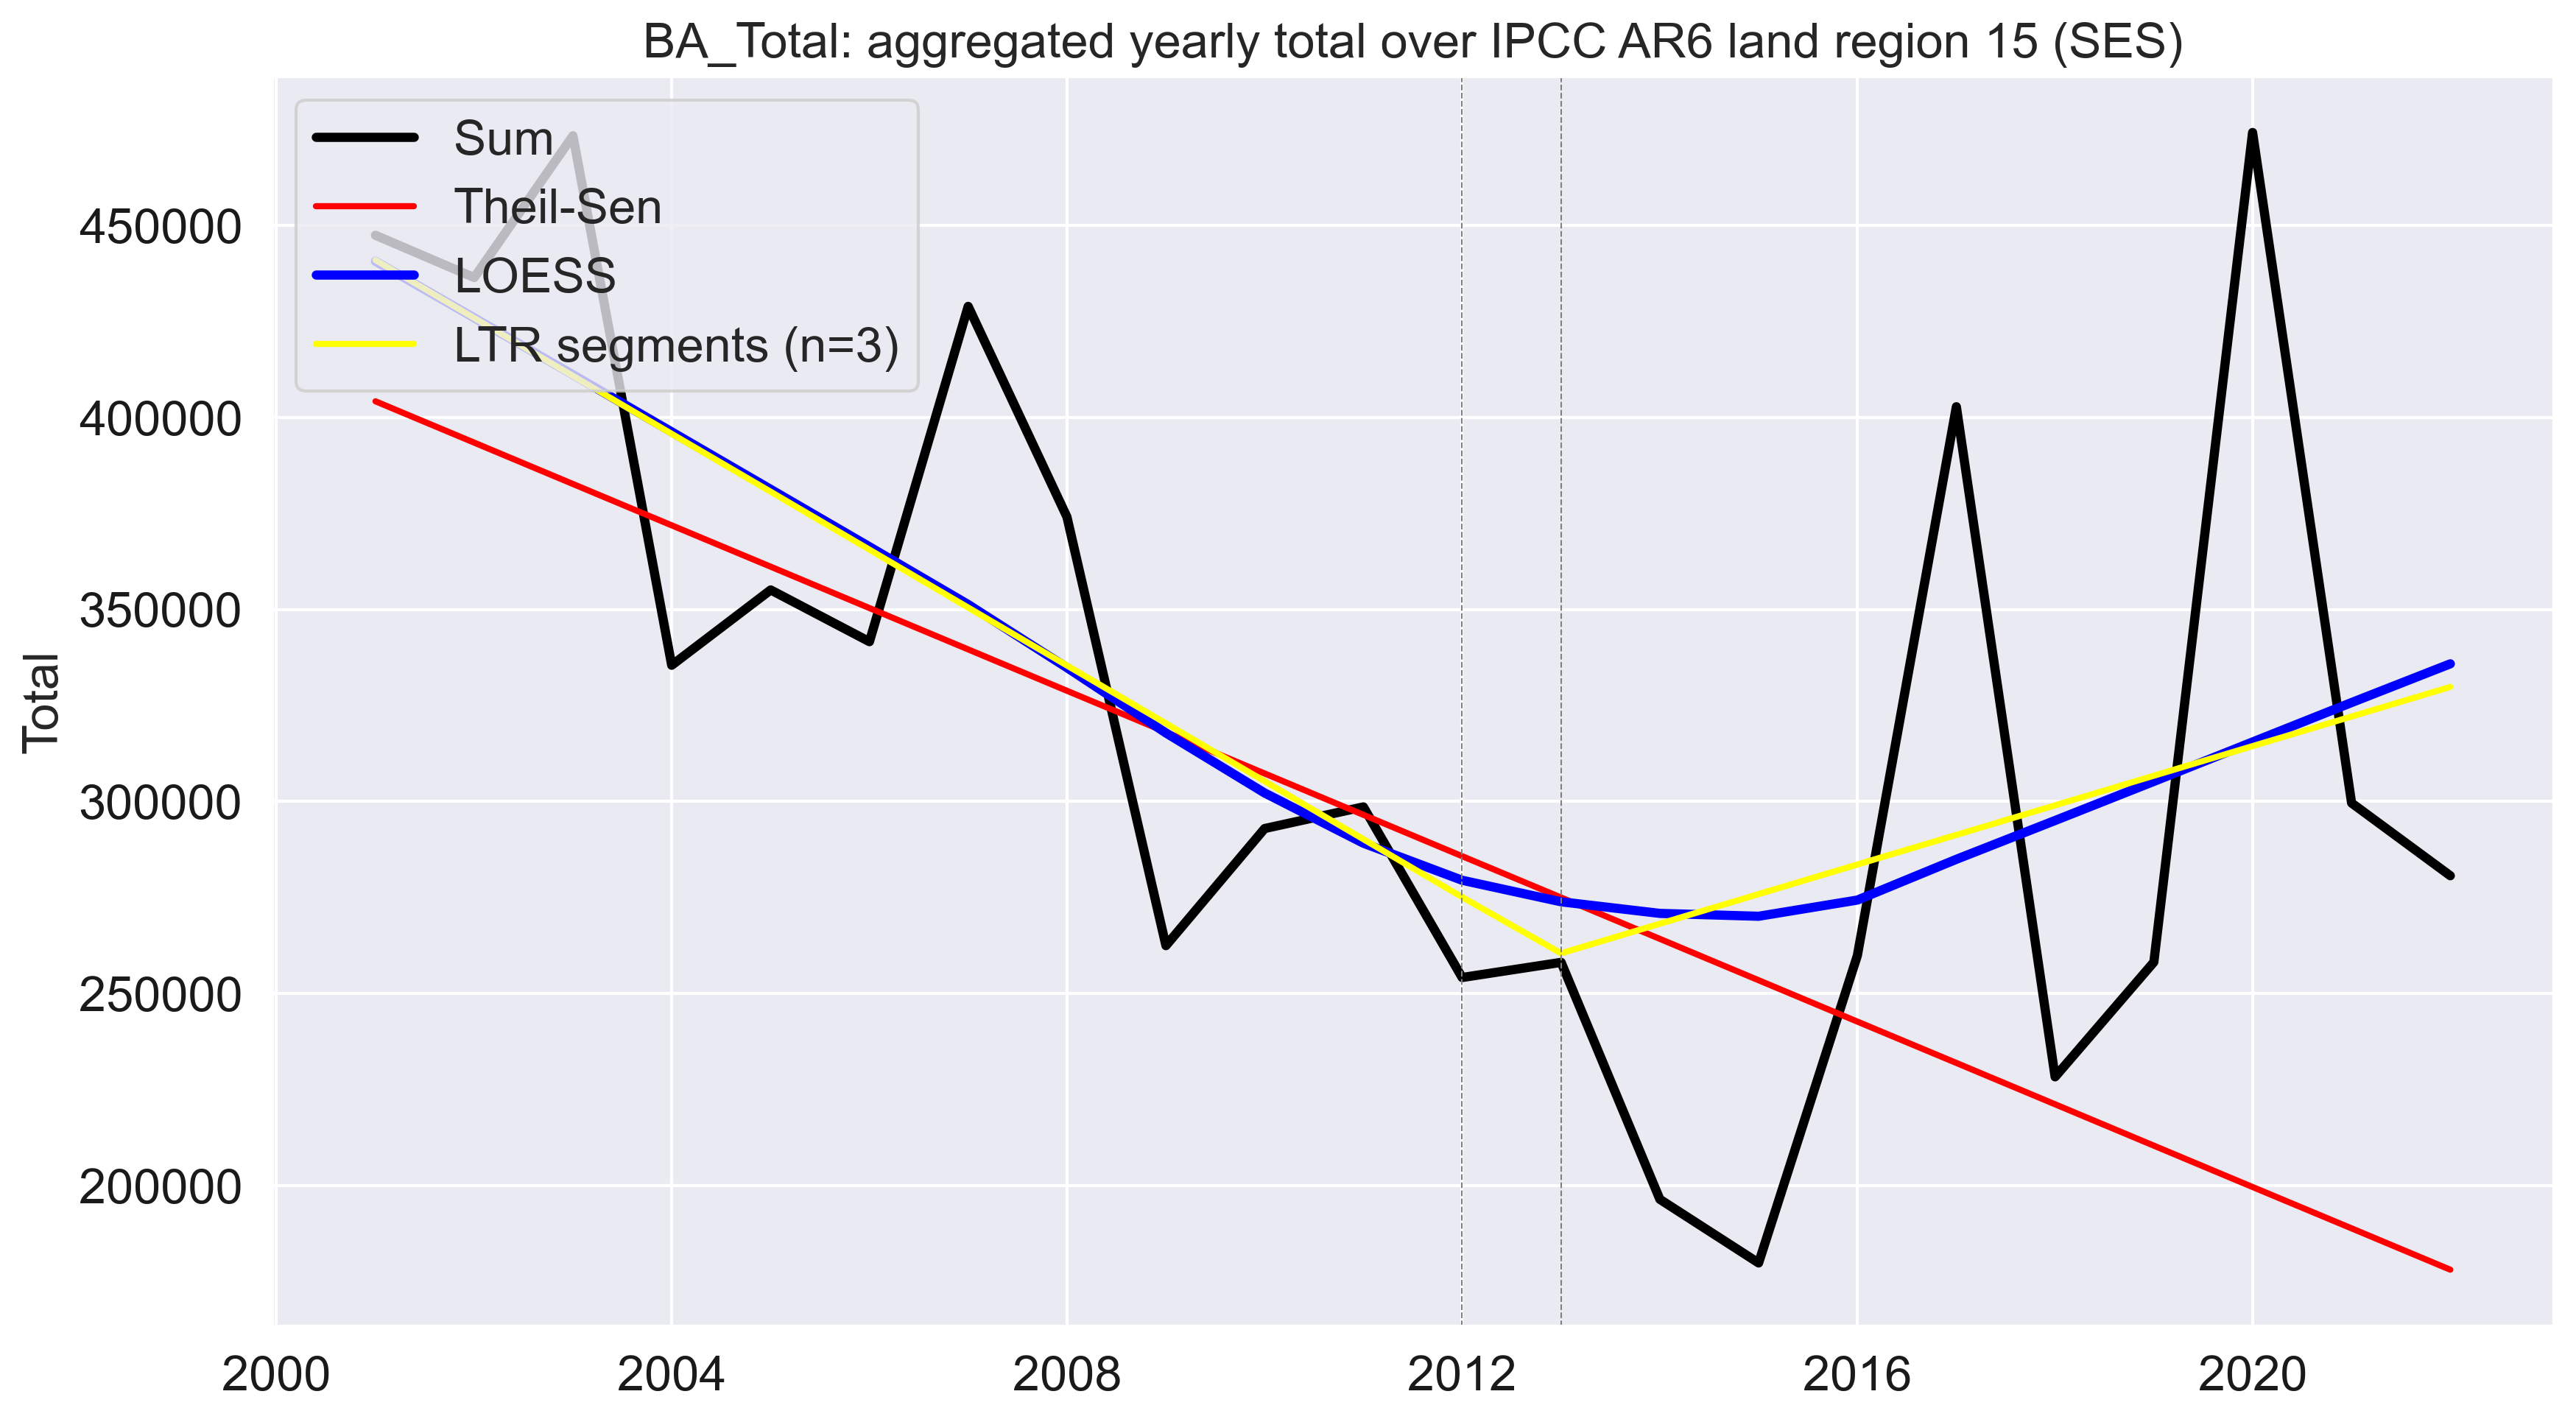 BA_Total: aggregated yearly total over IPCC AR6 land region 15 (SES)
Sum
Theil-Sen
LOESS
LTR segments (n=3)
Total
450000
400000
350000
300000
250000
200000
2000 2004 2008 2012 2016 2020